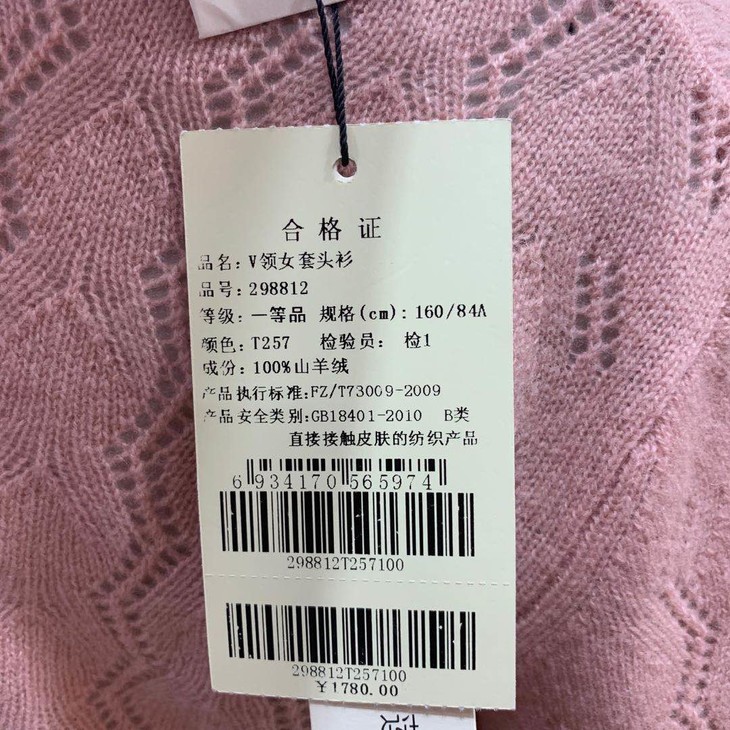 合格证
品名: V领女套头衫
品号: 298812
等级: 一等品 规格(cm): 160/84A
颜色: T257 检验员: 检1
成份: 100%山羊绒
产品执行标准:FZ/T73009-2009
产品安全类别:GB18401-2010 B类
直接接触皮肤的纺织产品
6 934170 565974
298812T257100
298812T257100
¥1780.00